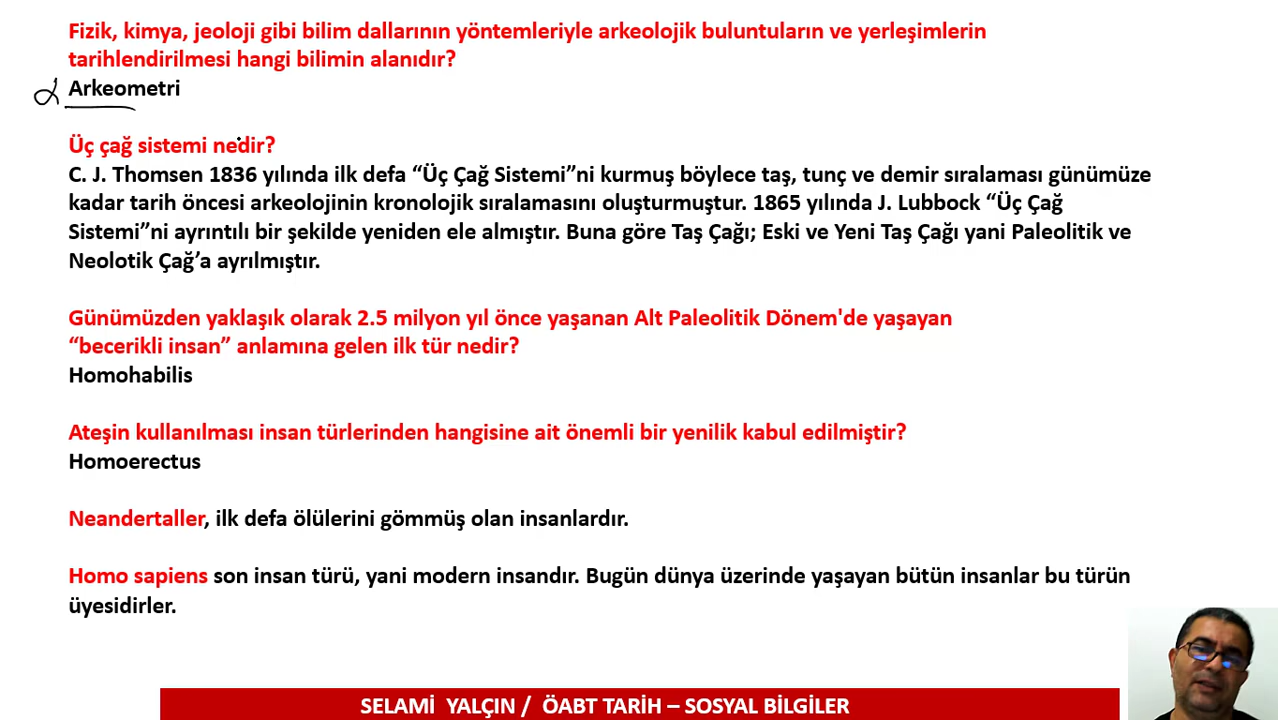 Fizik, kimya, jeoloji gibi bilim dallarının yöntemleriyle arkeolojik buluntuların ve yerleşimlerin
tarihlendirilmesi hangi bilimin alanıdır?
Arkeometri
Üç çağ sistemi nedir?
C. J. Thomsen 1836 yılında ilk defa “Üç Çağ Sistemi”ni kurmuş böylece taş, tunç ve demir sıralaması günümüze
kadar tarih öncesi arkeolojinin kronolojik sıralamasını oluşturmuştur. 1865 yılında J. Lubbock “Üç Çağ
Sistemi”ni ayrıntılı bir şekilde yeniden ele almıştır. Buna göre Taş Çağı; Eski ve Yeni Taş Çağı yani Paleolitik ve
Neolotik Çağ’a ayrılmıştır.
Günümüzden yaklaşık olarak 2.5 milyon yıl önce yaşanan Alt Paleolitik Dönem'de yaşayan
“becerikli insan” anlamına gelen ilk tür nedir?
Homohabilis
Ateşin kullanılması insan türlerinden hangisine ait önemli bir yenilik kabul edilmiştir?
Homoerectus
Neandertaller, ilk defa ölülerini gömmüş olan insanlardır.
Homo sapiens son insan türü, yani modern insandır. Bugün dünya üzerinde yaşayan bütün insanlar bu türün
üyesidirler.
SELAMİ YALÇIN / ÖABT TARİH – SOSYAL BİLGİLER